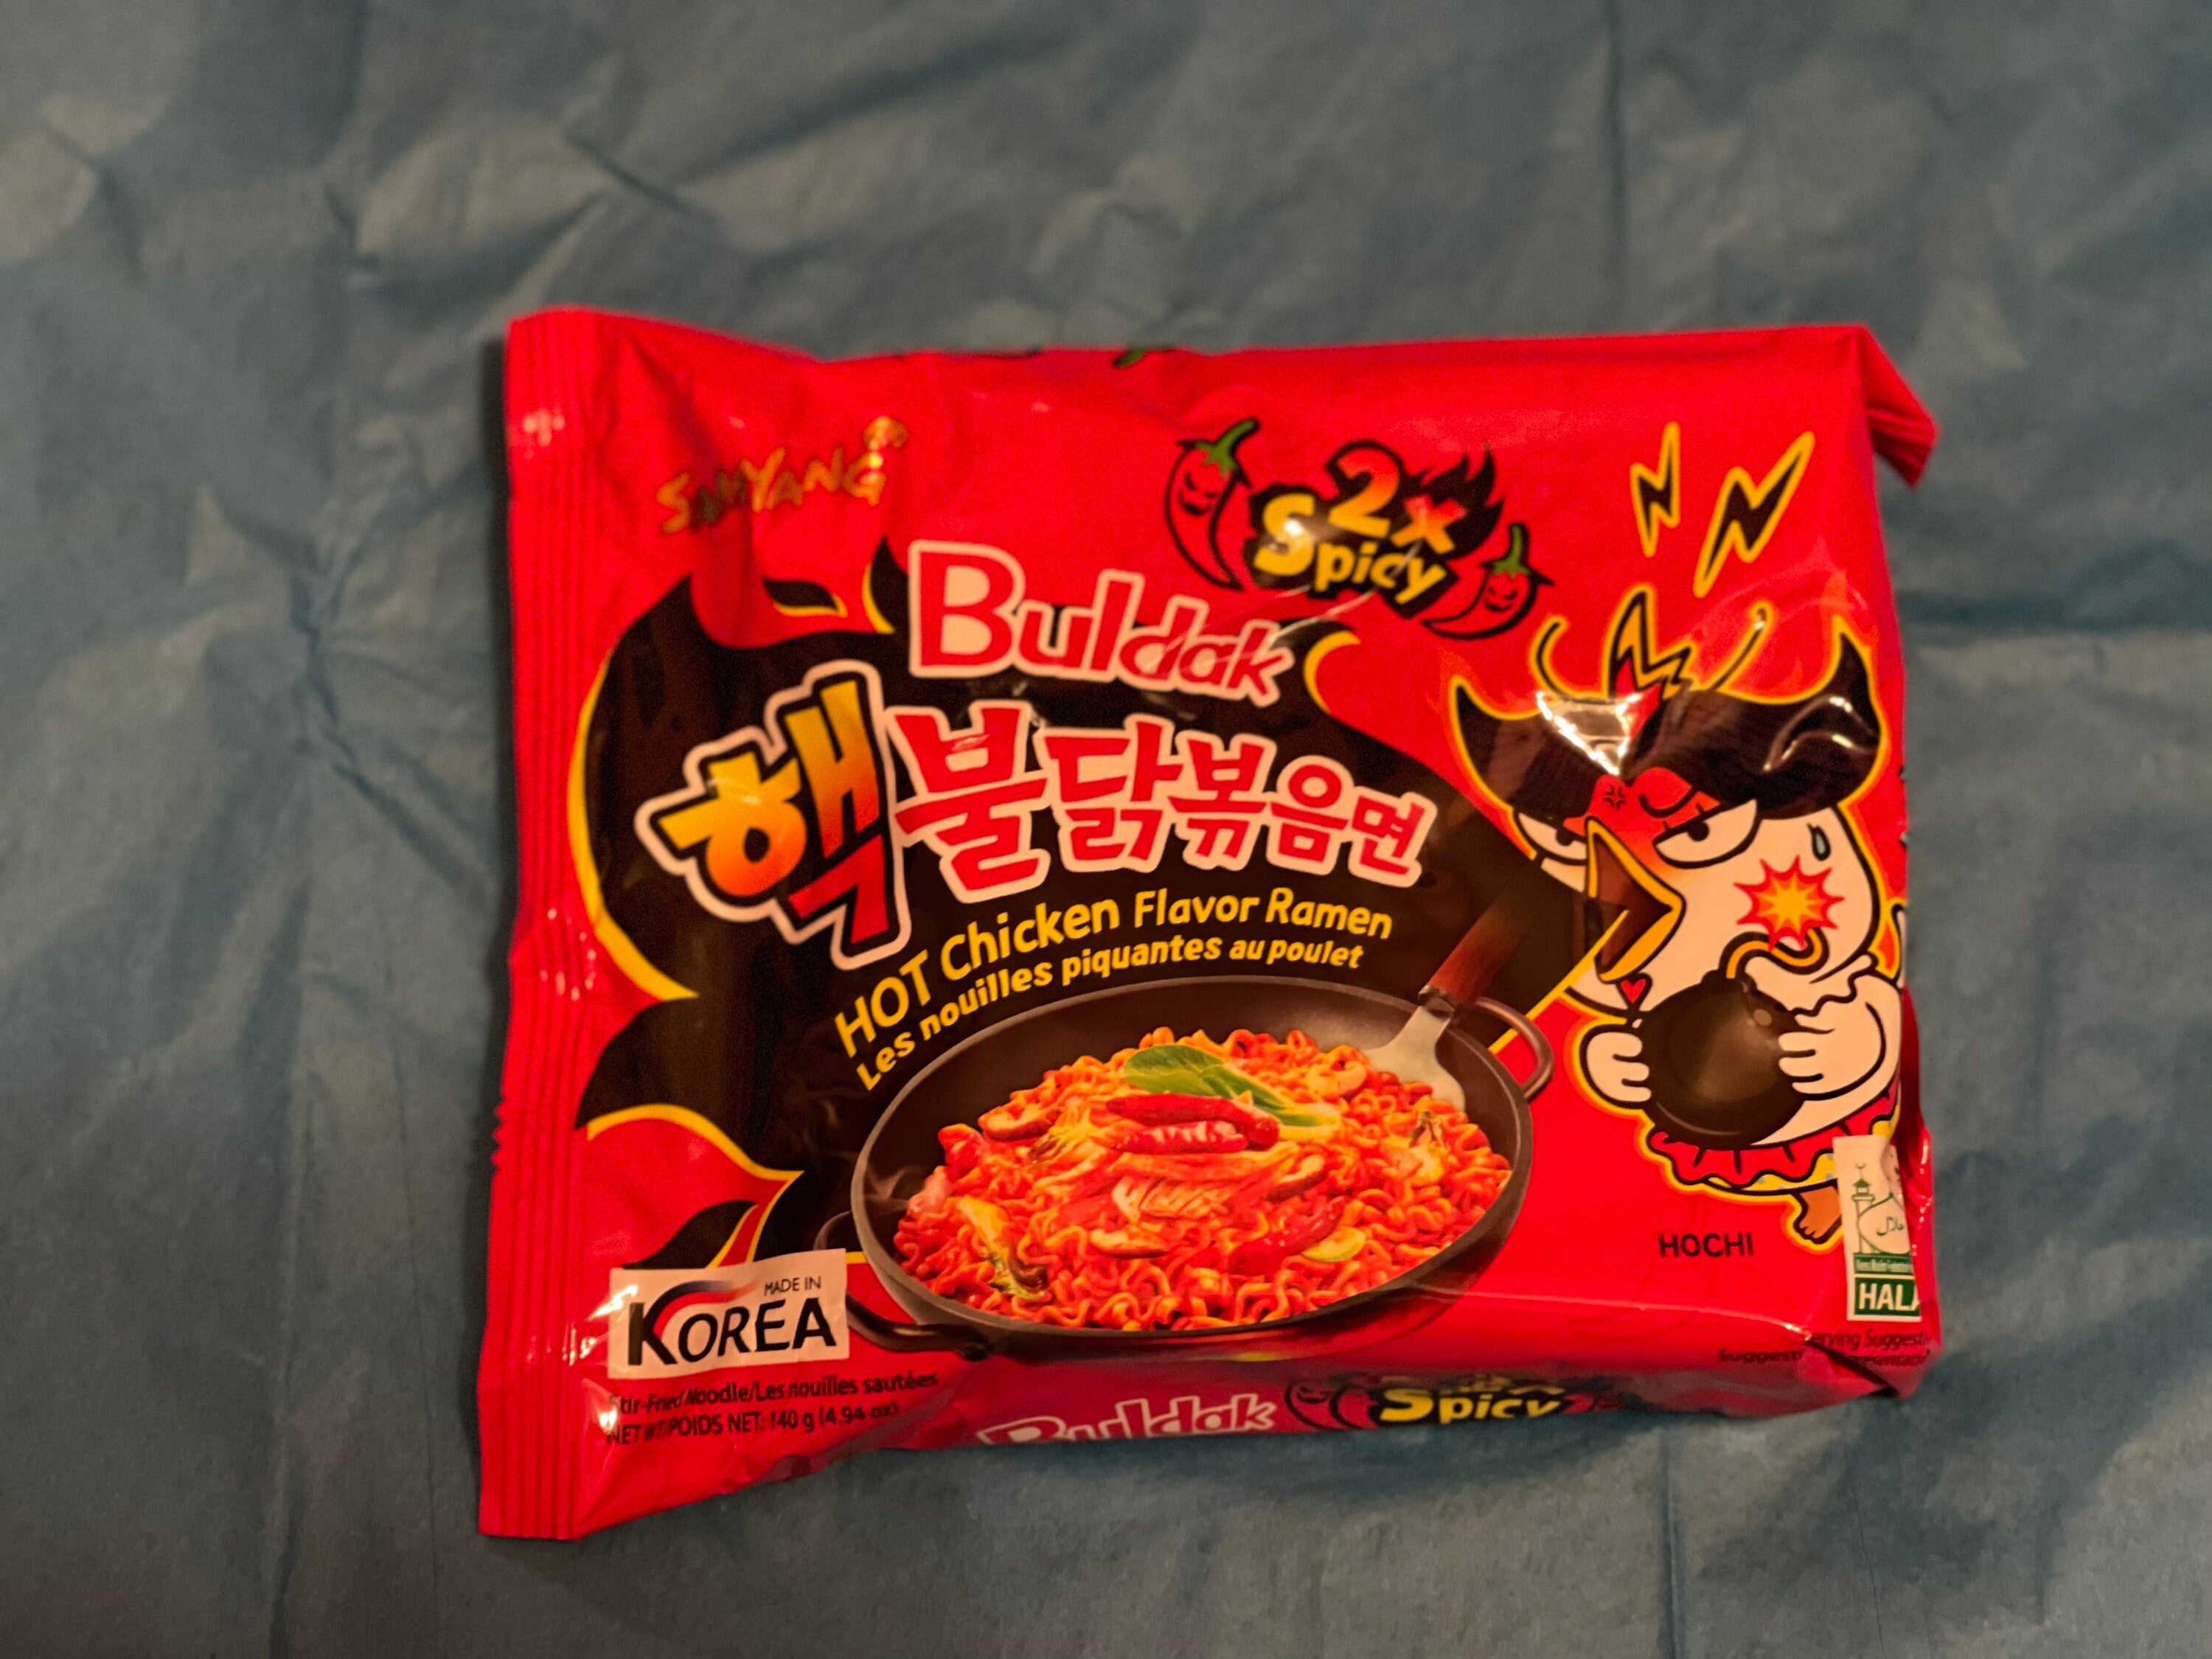 SAMYANG
2x
Spicy
Buldak
핵불닭볶음면
HOT Chicken Flavor Ramen
Les nouilles piquantes au poulet
MADE IN
KOREA
HOCHI
HALA
Stir-Fried Noodle/Les nouilles sautées
NET WT/POIDS NET: 140 g (4.94 oz)
Buldak
Spicy